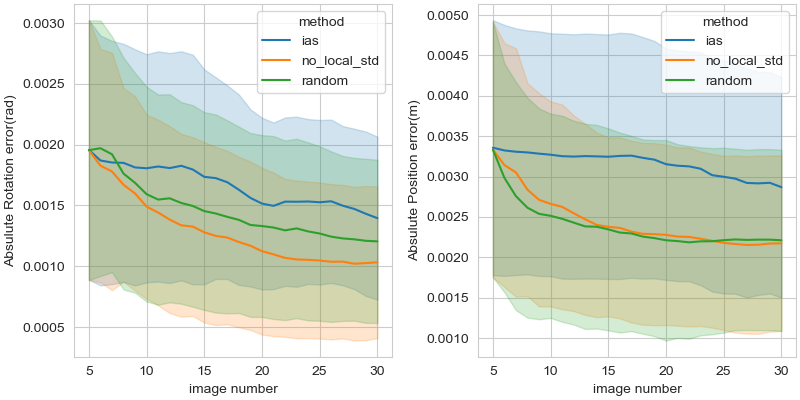 Absulute Rotation error(rad)
0.0030
0.0025
0.0020
0.0015
0.0010
0.0005
method
ias
no_local_std
random
5 10 15 20 25 30
image number
Absulute Position error(m)
0.0050
0.0045
0.0040
0.0035
0.0030
0.0025
0.0020
0.0015
0.0010
method
ias
no_local_std
random
5 10 15 20 25 30
image number